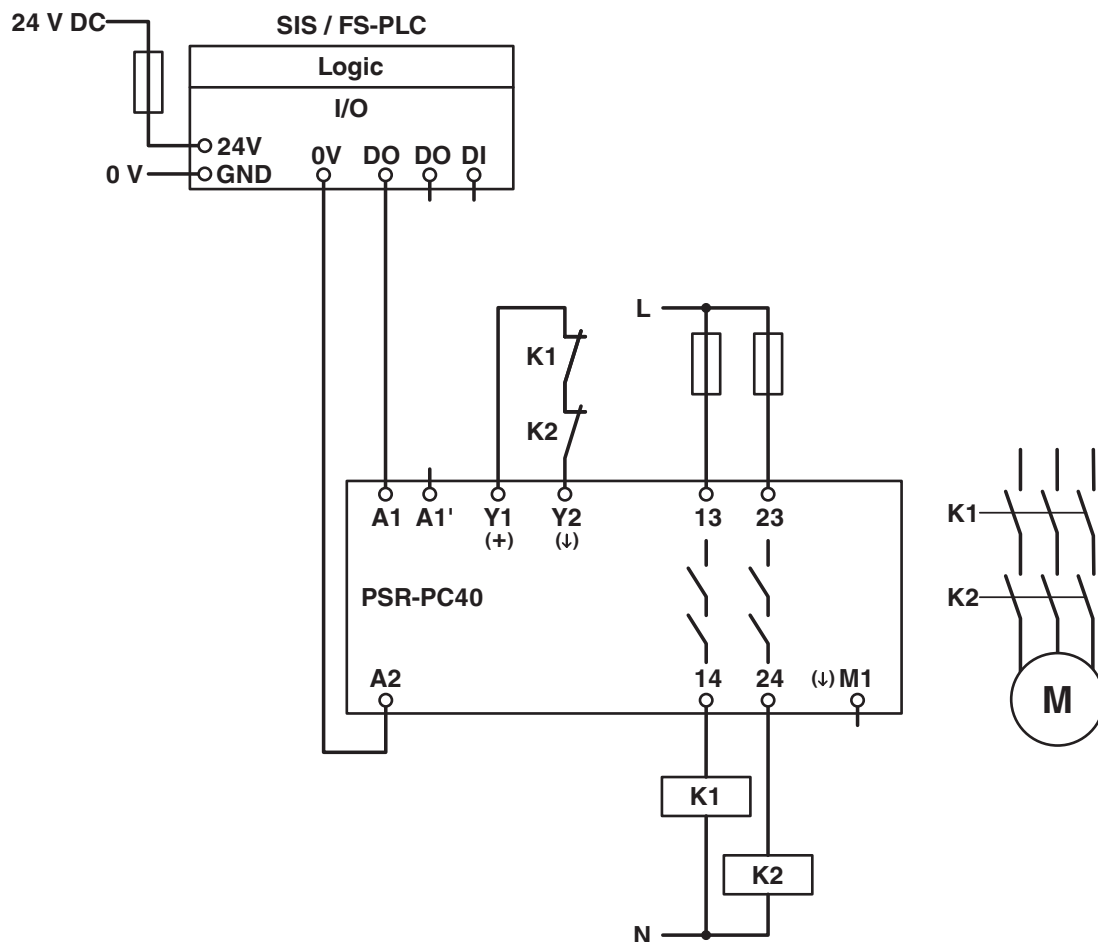 24 V DC
SIS / FS-PLC
Logic
I/O
24V
0V DO DO DI
0 V
GND
L
K1
K2
A1 A1' Y1 Y2 13 23
(+) (↓)
K1
PSR-PC40
K2
A2 14 24 (↓) M1
M
K1
K2
N